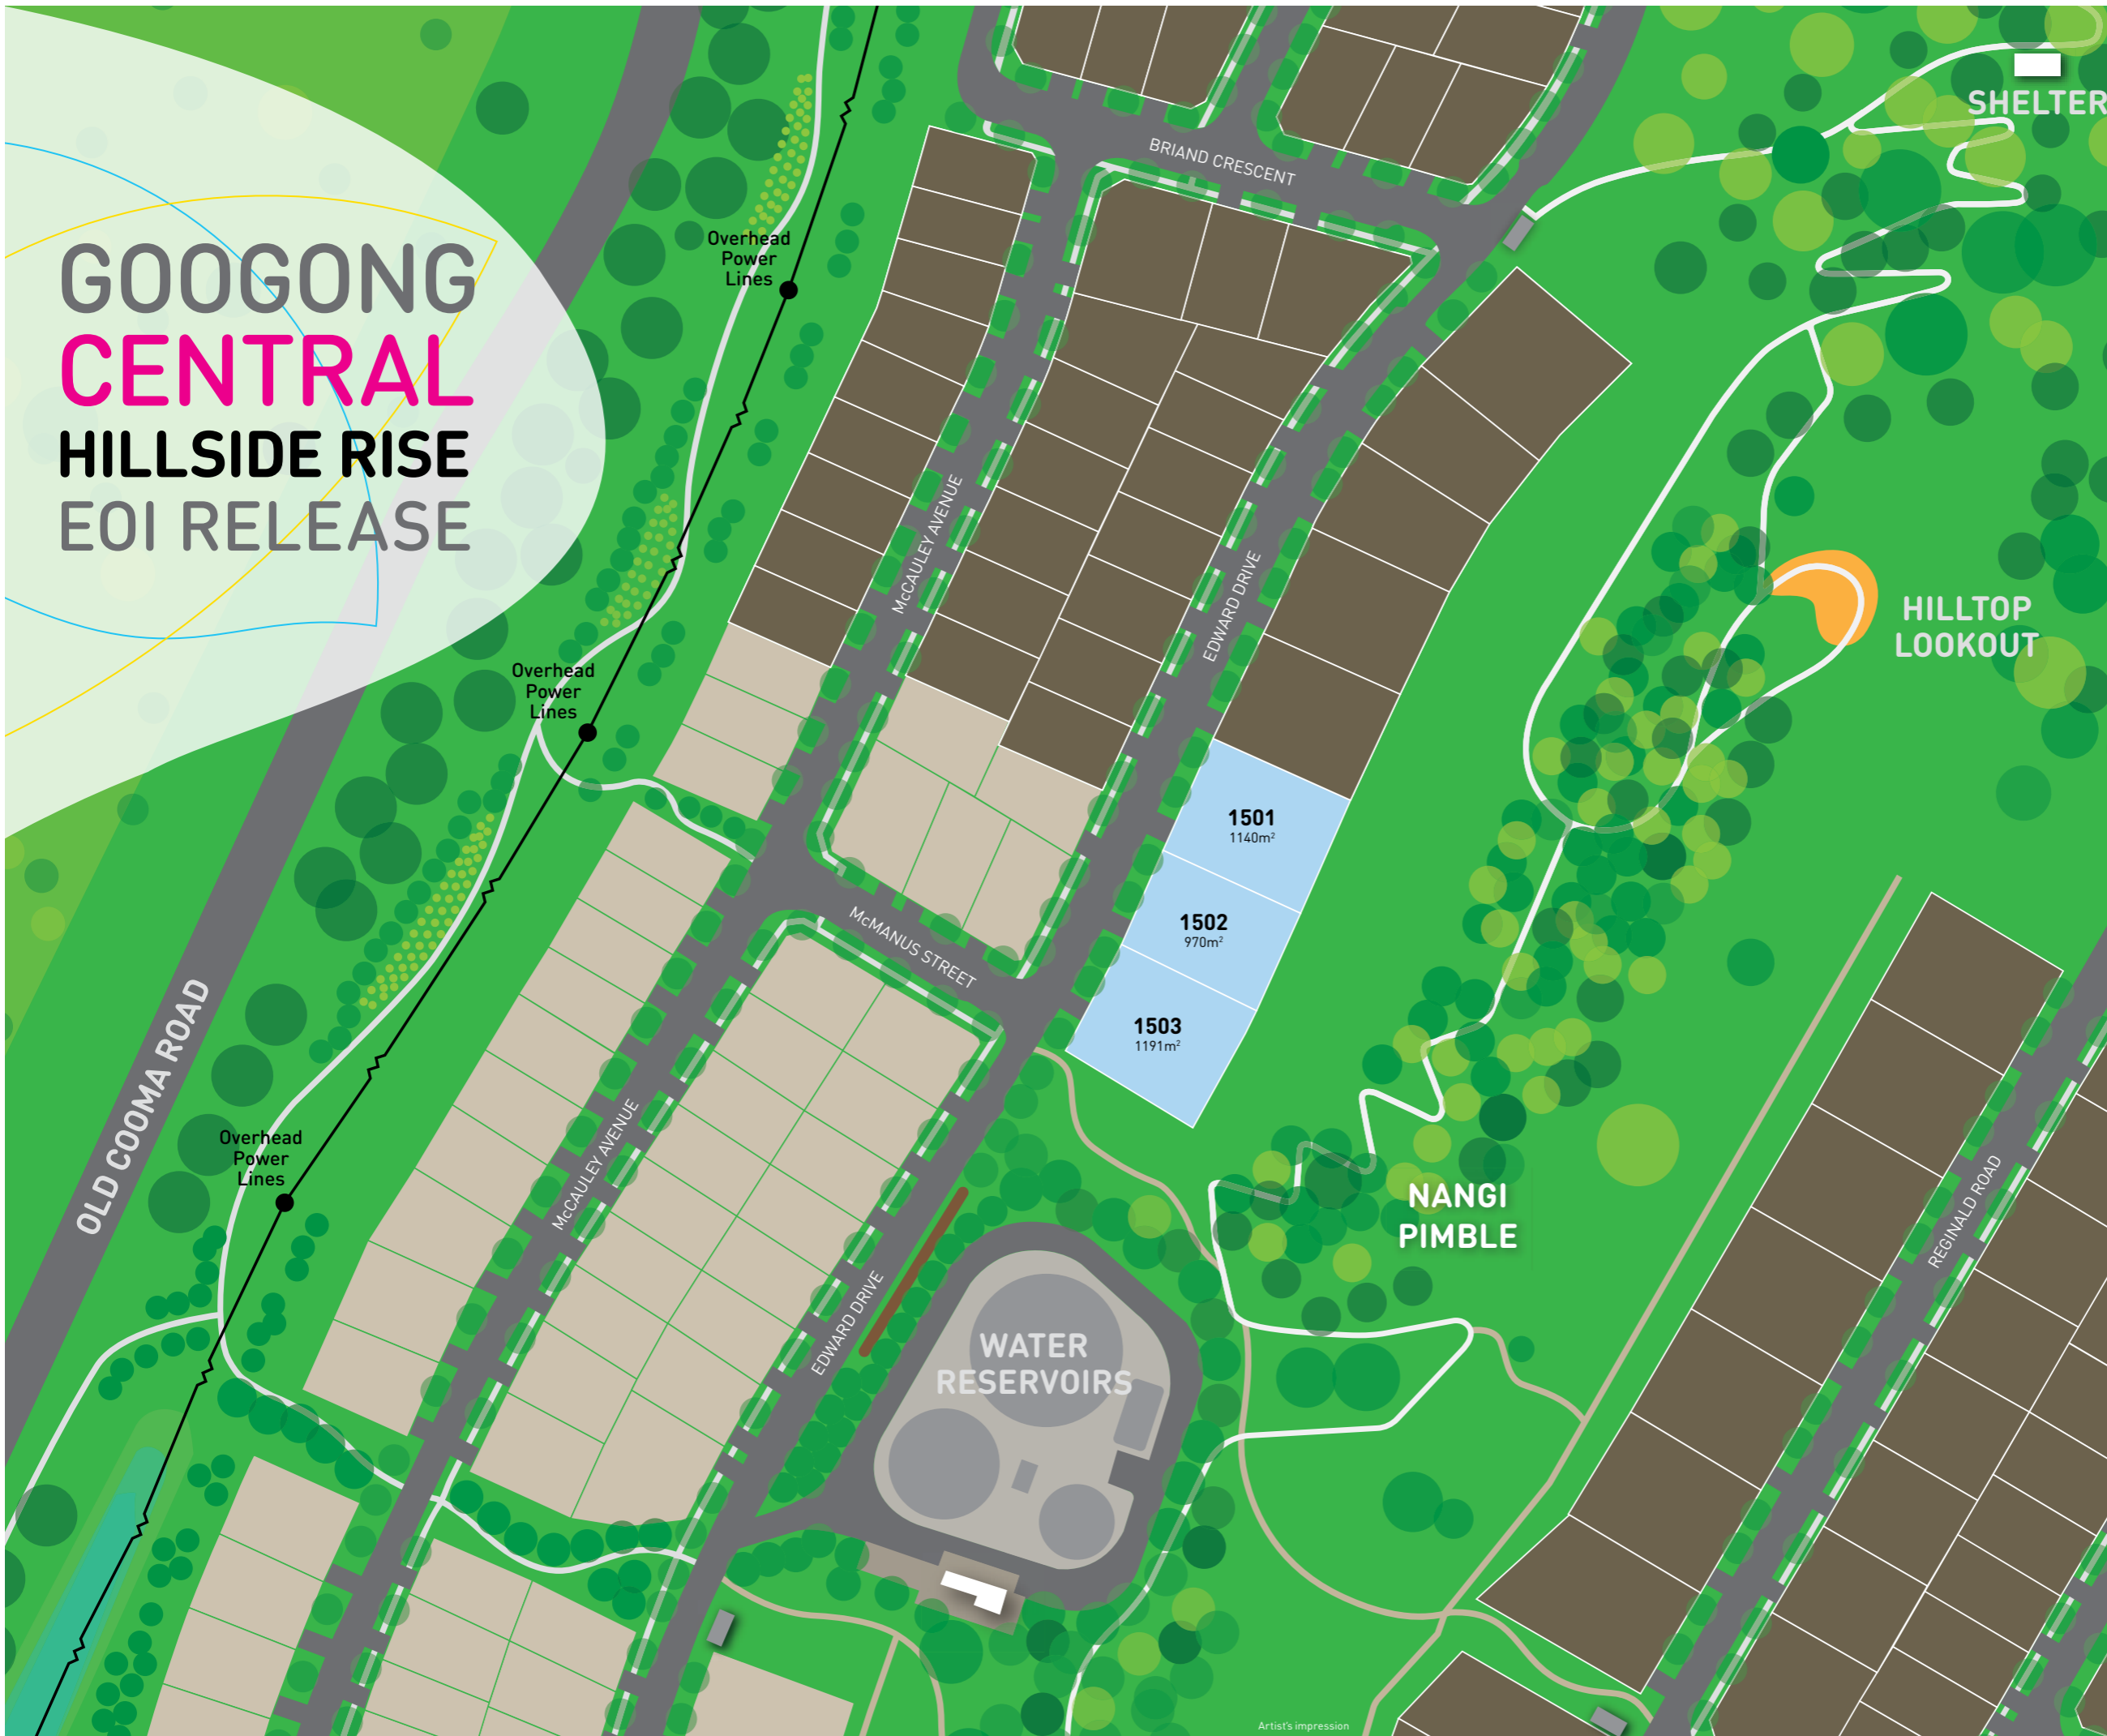 GOOGONG
CENTRAL
HILLSIDE RISE
EOI RELEASE
SHELTER
BRIAND CRESCENT
Overhead
Power
Lines
McCAULEY AVENUE
EDWARD DRIVE
HILLTOP
LOOKOUT
Overhead
Power
Lines
1501
1140m²
1502
970m²
McMANUS STREET
1503
1191m²
OLD COOMA ROAD
Overhead
Power
Lines
McCAULEY AVENUE
NANGI
PIMBLE
REGINALD ROAD
EDWARD DRIVE
WATER
RESERVOIRS
Artist's impression